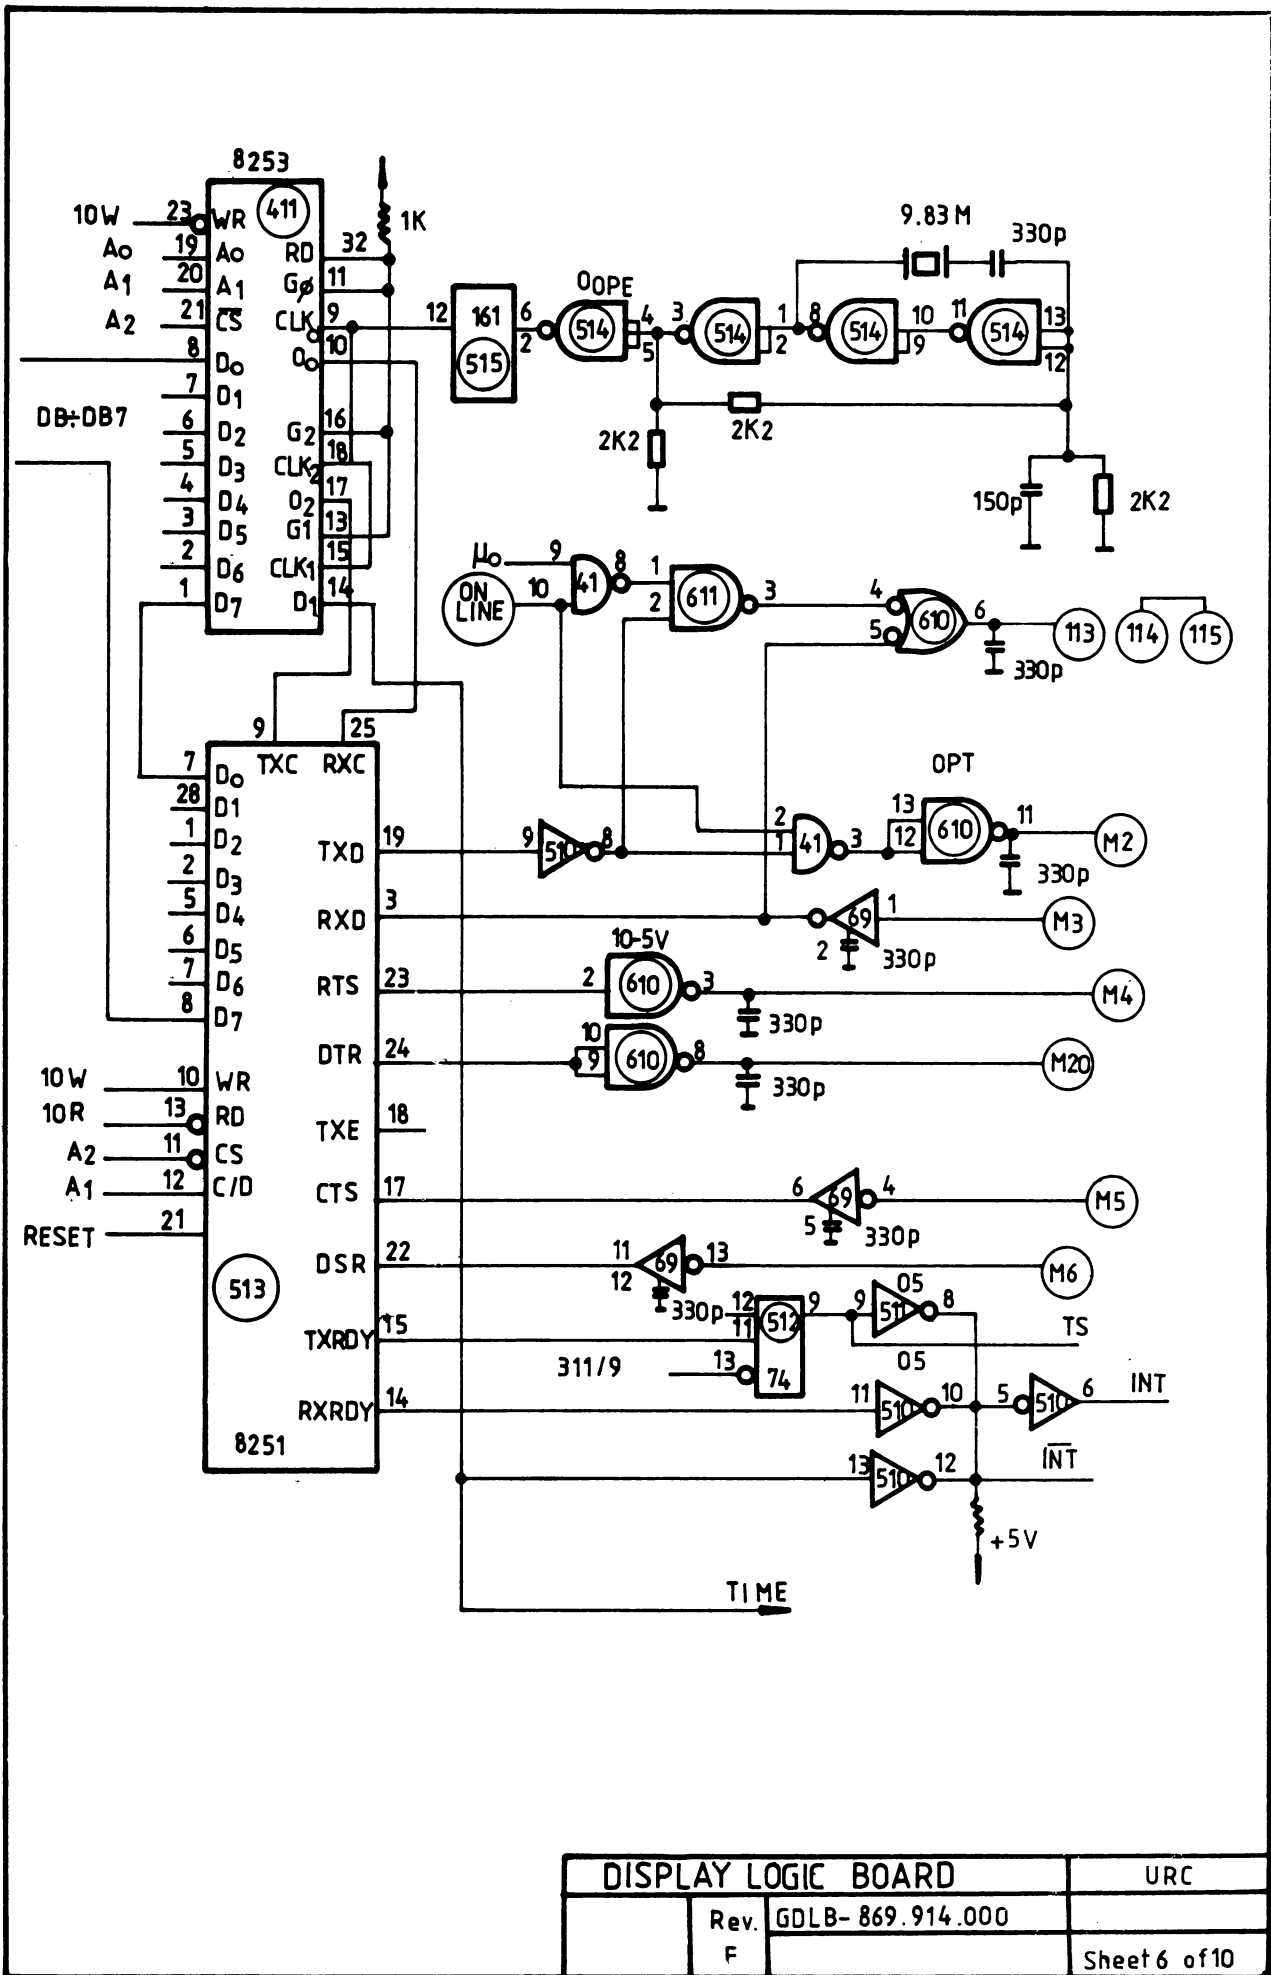 8253
411
10W 23 WR
A0 19 A0
A1 20 A1
A2 21 CS
8 D0
7 D1
DB÷DB7
6 D2
5 D3
4 D4
3 D5
2 D6
1 D7
RD 32
1K
G∅ 11
CLK0 9
O0 10
G2 16
CLK2 18
O2 17
G1 13
CLK1 15
D1 14
12 161 6
2
515
OOPE
514 4
5
3 514 1
2
8 514 10
9
11 514 13
12
9.83M
330p
2K2
2K2
150p
2K2
μ0 9
ON LINE 10
41 8
1
2 611 3
4
5 610 6
330p
113
114
115
9 TXC
25 RXC
7 D0
28 D1
1 D2
2 D3
5 D4
6 D5
7 D6
8 D7
10W 10 WR
10R 13 RD
A2 11 CS
A1 12 C/D
RESET 21
513
8251
TXD 19
9 510 8
2
1 41 3
OPT
13
12 610 11
330p
M2
RXD 3
69 1
2 330p
M3
10-5V
RTS 23
2 610 3
330p
M4
DTR 24
10
9 610 8
330p
M20
TXE 18
CTS 17
6 69 4
5 330p
M5
DSR 22
11 69 13
12 330p
M6
TXRDY 15
12 512 9
11
311/9 13 74
05
9 511 8
TS
05
RXRDY 14
11 510 10
5 510 6 INT
13 510 12
INT
+5V
TIME
DISPLAY LOGIC BOARD
URC
Rev.
F
GDLB-869.914.000
Sheet 6 of 10